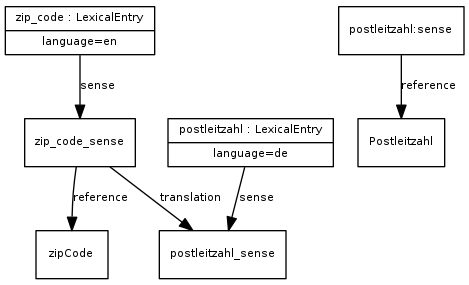 zip_code : LexicalEntry
language=en
postleitzahl:sense
sense
reference
zip_code_sense
postleitzahl : LexicalEntry
language=de
Postleitzahl
reference
translation
sense
zipCode
postleitzahl_sense